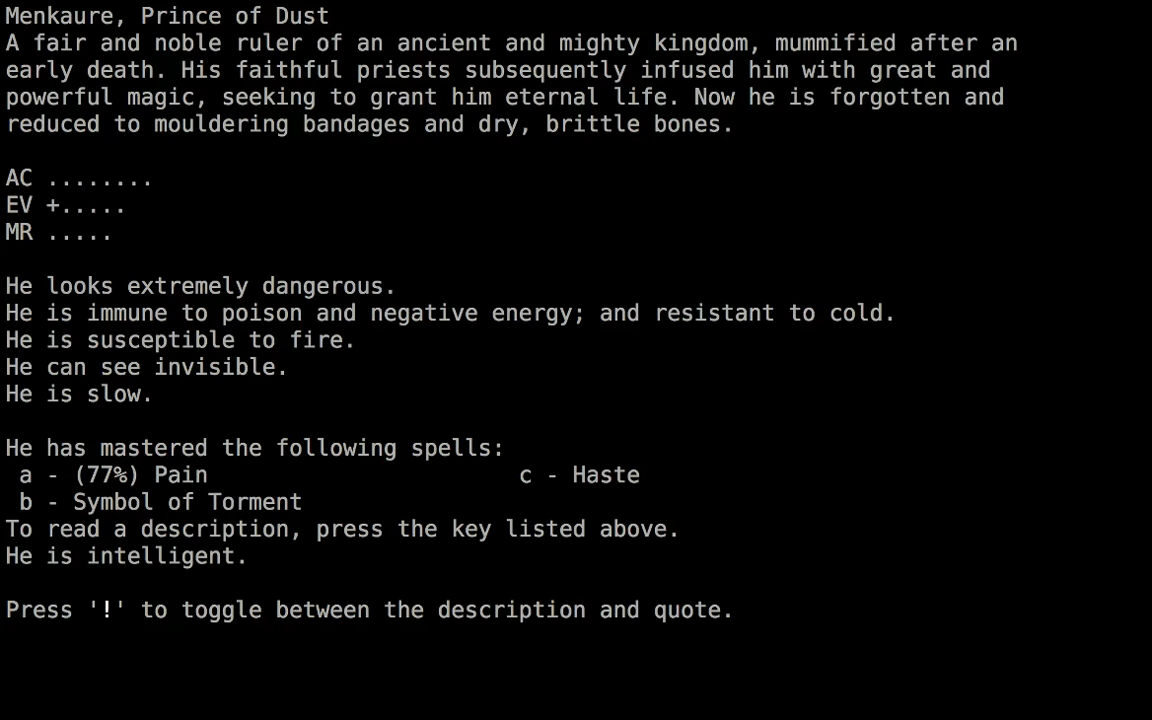 Menkaure, Prince of Dust
A fair and noble ruler of an ancient and mighty kingdom, mummified after an
early death. His faithful priests subsequently infused him with great and
powerful magic, seeking to grant him eternal life. Now he is forgotten and
reduced to mouldering bandages and dry, brittle bones.
AC ........
EV +.....
MR .....
He looks extremely dangerous.
He is immune to poison and negative energy; and resistant to cold.
He is susceptible to fire.
He can see invisible.
He is slow.
He has mastered the following spells:
a - (77%) Pain c - Haste
b - Symbol of Torment
To read a description, press the key listed above.
He is intelligent.
Press '!' to toggle between the description and quote.